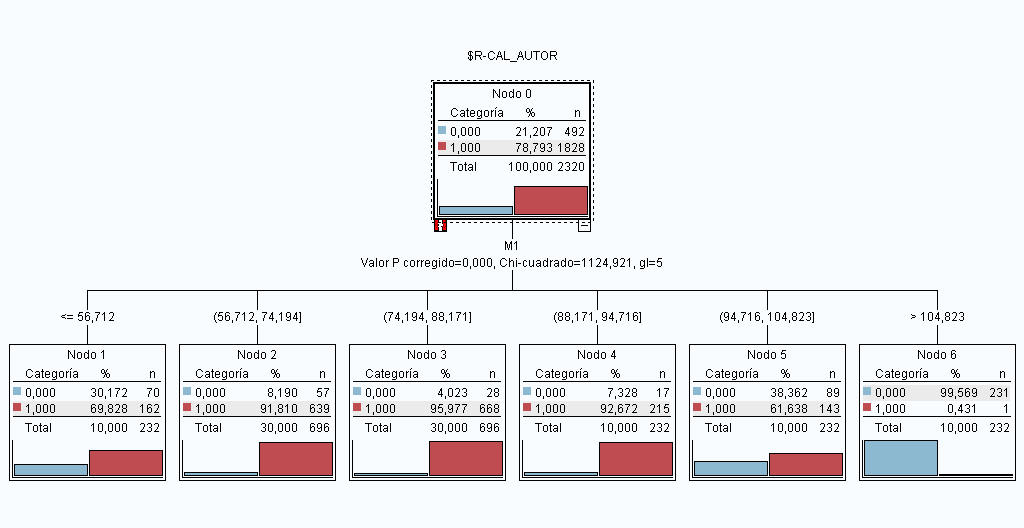 $R-CAL_AUTOR
Nodo 0
Categoría % n
0,000 21,207 492
1,000 78,793 1828
Total 100,000 2320
M1
Valor P corregido=0,000, Chi-cuadrado=1124,921, gl=5
<= 56,712
(56,712, 74,194]
(74,194, 88,171]
(88,171, 94,716]
(94,716, 104,823]
> 104,823
Nodo 1
Categoría % n
0,000 30,172 70
1,000 69,828 162
Total 10,000 232
Nodo 2
Categoría % n
0,000 8,190 57
1,000 91,810 639
Total 30,000 696
Nodo 3
Categoría % n
0,000 4,023 28
1,000 95,977 668
Total 30,000 696
Nodo 4
Categoría % n
0,000 7,328 17
1,000 92,672 215
Total 10,000 232
Nodo 5
Categoría % n
0,000 38,362 89
1,000 61,638 143
Total 10,000 232
Nodo 6
Categoría % n
0,000 99,569 231
1,000 0,431 1
Total 10,000 232